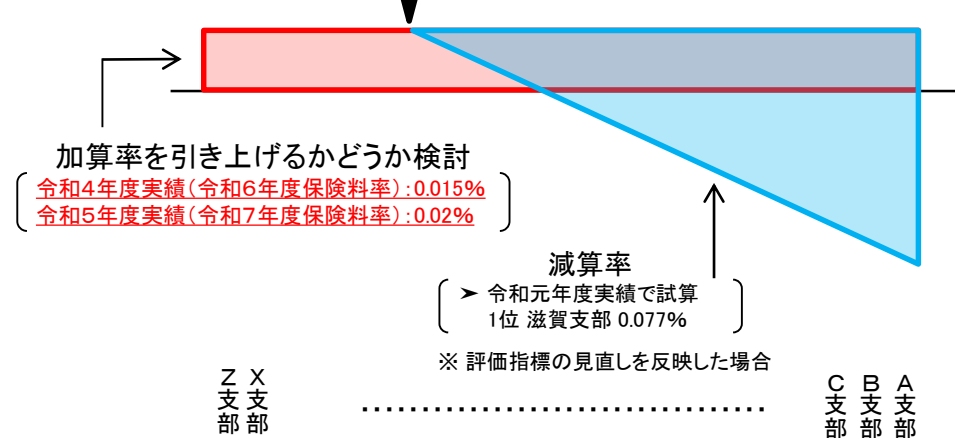 加算率を引き上げるかどうか検討
令和4年度実績(令和6年度保険料率):0.015%
令和5年度実績(令和7年度保険料率):0.02%
減算率
➤ 令和元年度実績で試算
1位 滋賀支部 0.077%
※ 評価指標の見直しを反映した場合
Z支部
X支部
‥‥‥‥‥‥‥‥‥‥‥‥‥‥‥‥‥
C支部
B支部
A支部